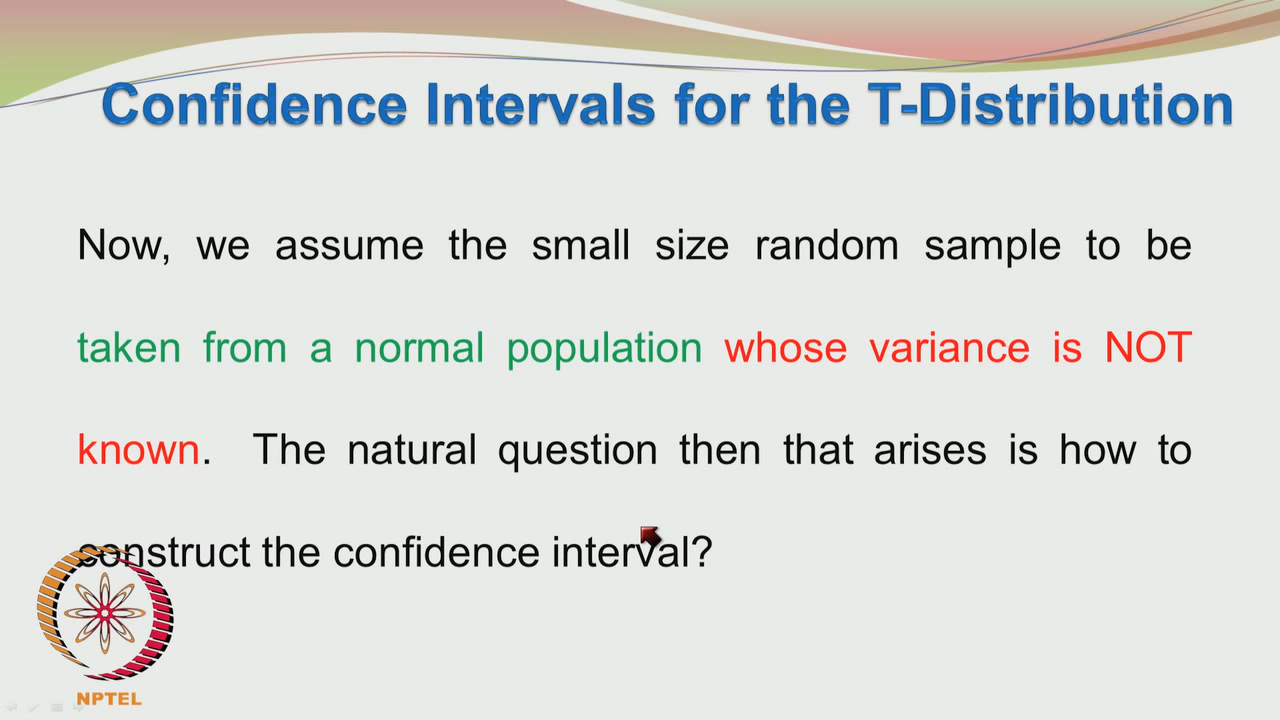 Confidence Intervals for the T-Distribution
Now, we assume the small size random sample to be
taken from a normal population whose variance is NOT
known. The natural question then that arises is how to
construct the confidence interval?
NPTEL